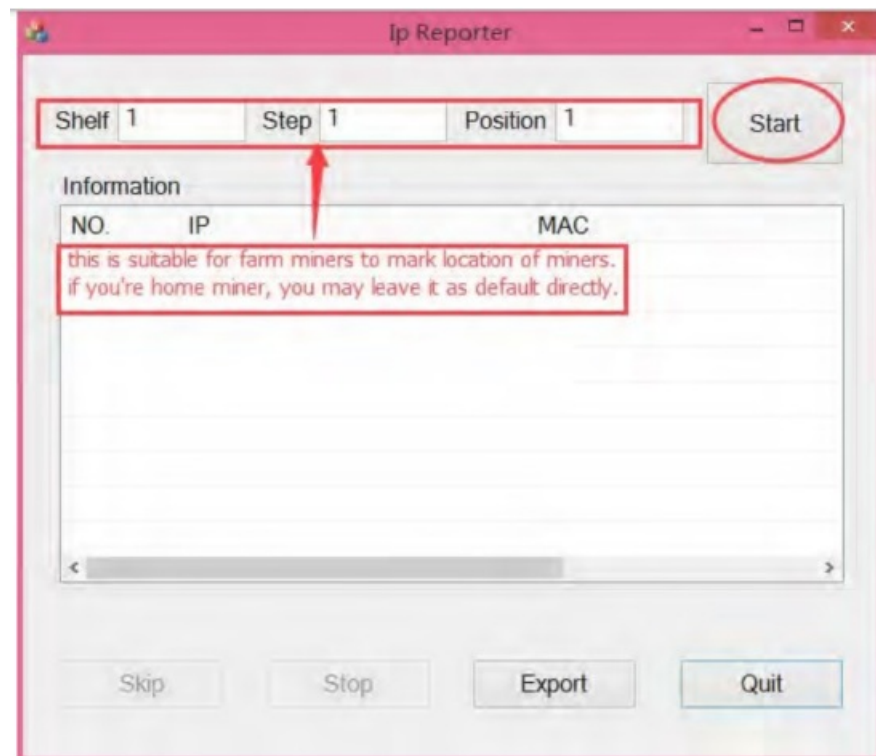 Ip Reporter
Shelf 1 Step 1 Position 1 Start
Information
NO. IP MAC
this is suitable for farm miners to mark location of miners.
if you're home miner, you may leave it as default directly.
Skip Stop Export Quit